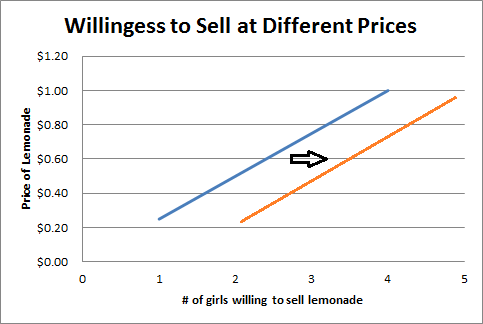 Willingess to Sell at Different Prices
$1.20
$1.00
$0.80
$0.60
$0.40
$0.20
$0.00
Price of Lemonade
0 1 2 3 4 5
# of girls willing to sell lemonade